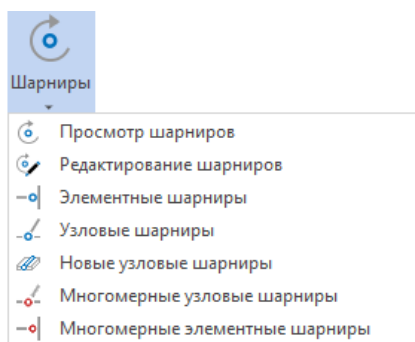 Шарниры
Просмотр шарниров
Редактирование шарниров
Элементные шарниры
Узловые шарниры
Новые узловые шарниры
Многомерные узловые шарниры
Многомерные элементные шарниры